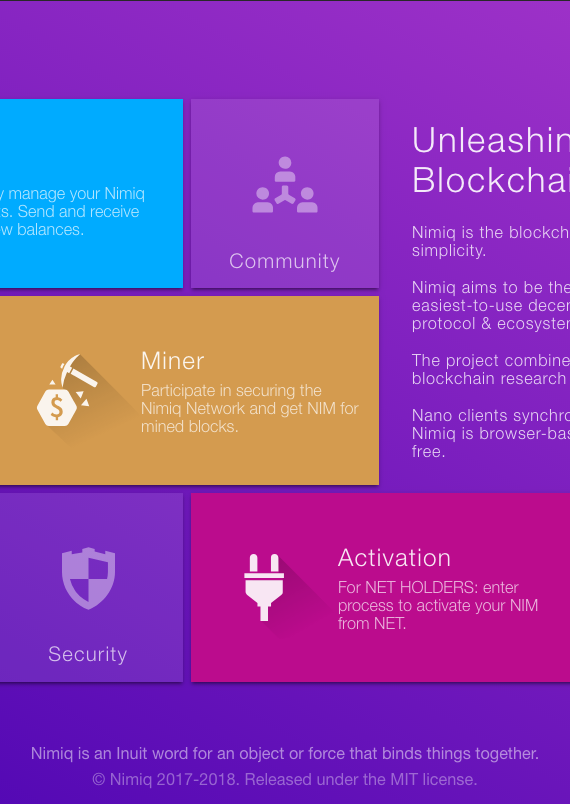 y manage your Nimiq
s. Send and receive
w balances.
Community
Unleashin
Blockchai
Nimiq is the blockch
simplicity.
Nimiq aims to be the
easiest-to-use decen
protocol & ecosystem
The project combine
blockchain research
Nano clients synchro
Nimiq is browser-bas
free.
Miner
Participate in securing the
Nimiq Network and get NIM for
mined blocks.
Security
Activation
For NET HOLDERS: enter
process to activate your NIM
from NET.
Nimiq is an Inuit word for an object or force that binds things together.
© Nimiq 2017-2018. Released under the MIT license.